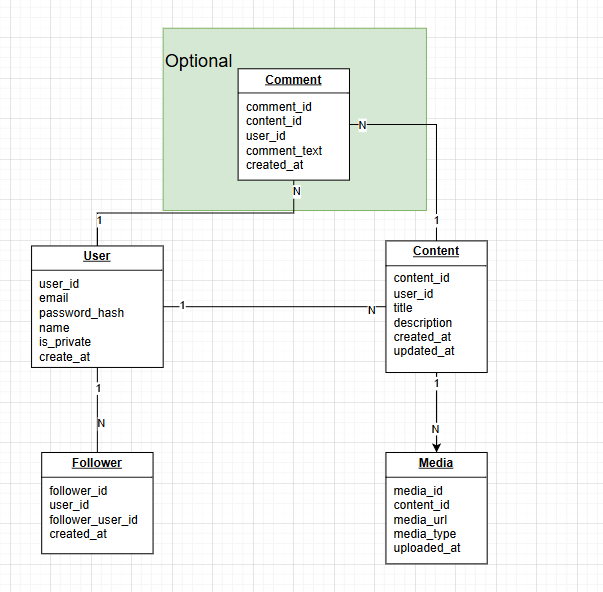 Optional
Comment
comment_id
content_id
user_id
comment_text
created_at
N
N
1
1
User
user_id
email
password_hash
name
is_private
create_at
1
N
Content
content_id
user_id
title
description
created_at
updated_at
1
N
1
N
Follower
follower_id
user_id
follower_user_id
created_at
Media
media_id
content_id
media_url
media_type
uploaded_at